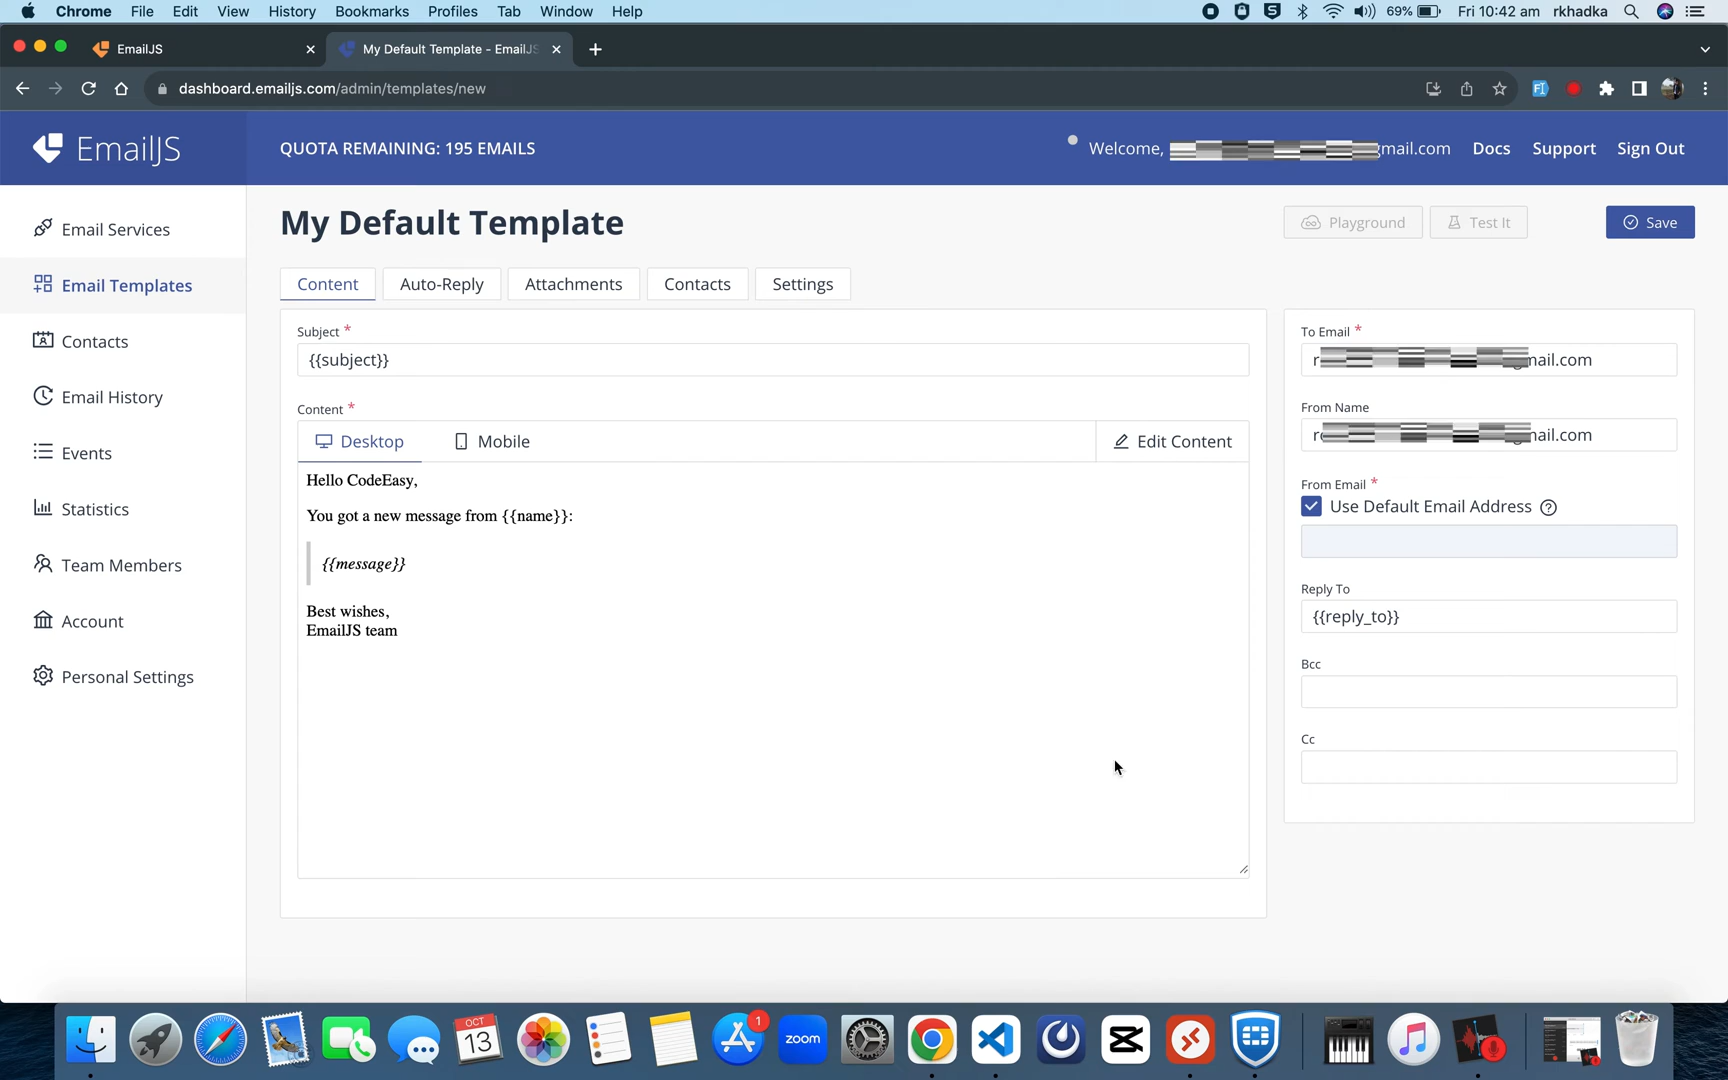 Chrome File Edit View History Bookmarks Profiles Tab Window Help 69% Fri 10:42 am rkhadka
EmailJS My Default Template - EmailJS
dashboard.emailjs.com/admin/templates/new
EmailJS QUOTA REMAINING: 195 EMAILS Welcome, gmail.com Docs Support Sign Out
Email Services
Email Templates
Contacts
Email History
Events
Statistics
Team Members
Account
Personal Settings
My Default Template
Playground Test It Save
Content Auto-Reply Attachments Contacts Settings
Subject *
{{subject}}
Content *
Desktop Mobile Edit Content
Hello CodeEasy,
You got a new message from {{name}}:
{{message}}
Best wishes,
EmailJS team
To Email *
mail.com
From Name
mail.com
From Email *
Use Default Email Address ?
Reply To
{{reply_to}}
Bcc
Cc
OCT
13
1
zoom